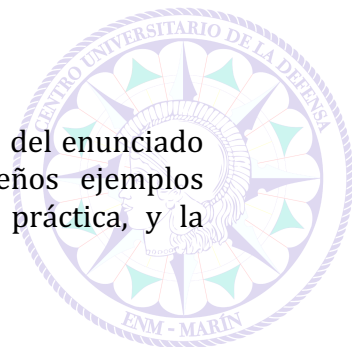 CENTRO UNIVERSITARIO DE LA DEFENSA
del enunciado
eños ejemplos
práctica, y la
ENM - MARÍN